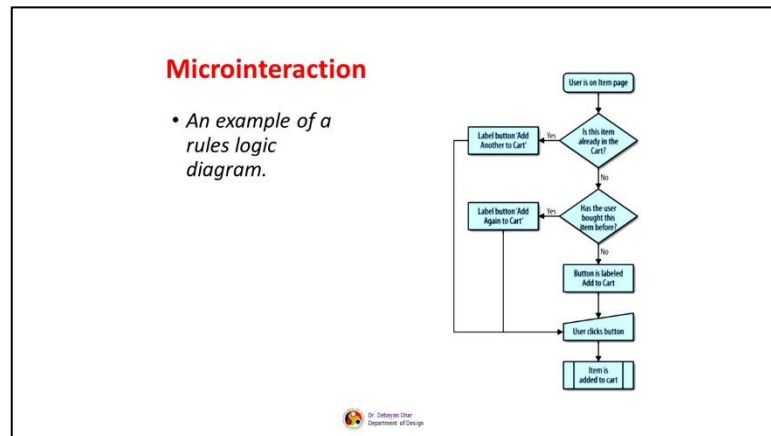 Microinteraction
• An example of a
rules logic
diagram.
User is on Item page
Is this item
already in the
Cart?
Yes
Label button ‘Add
Another to Cart’
No
Has the user
bought this
item before?
Yes
Label button ‘Add
Again to Cart’
No
Button is labeled
Add to Cart
User clicks button
Item is
added to cart
Dr. Debayan Dhar
Department of Design